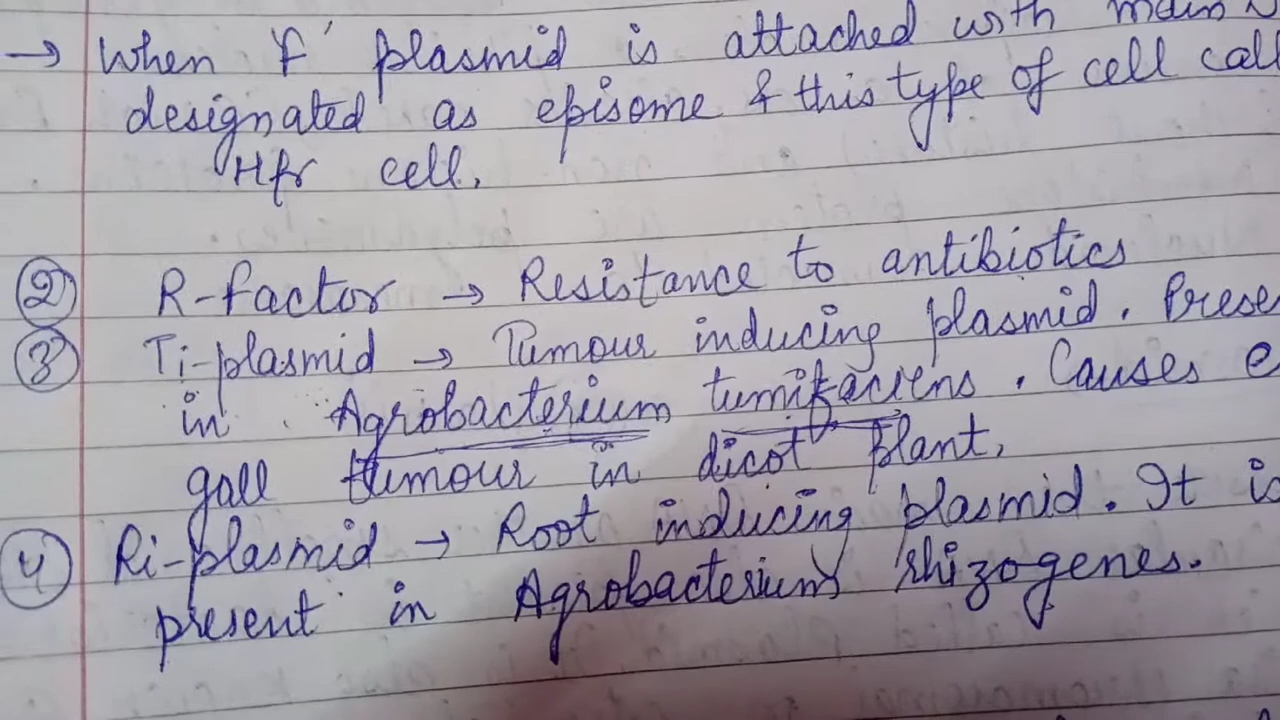 → When 'F' plasmid is attached with main
designated as episome & this type of cell call
Hfr cell.
② R-factor → Resistance to antibiotics
③ Ti-plasmid → Tumour inducing plasmid. Prese
in Agrobacterium tumifaciens. Causes
gall tumour in dicot plant.
④ Ri-plasmid → Root inducing plasmid. It is
present in Agrobacterium rhizogenes.